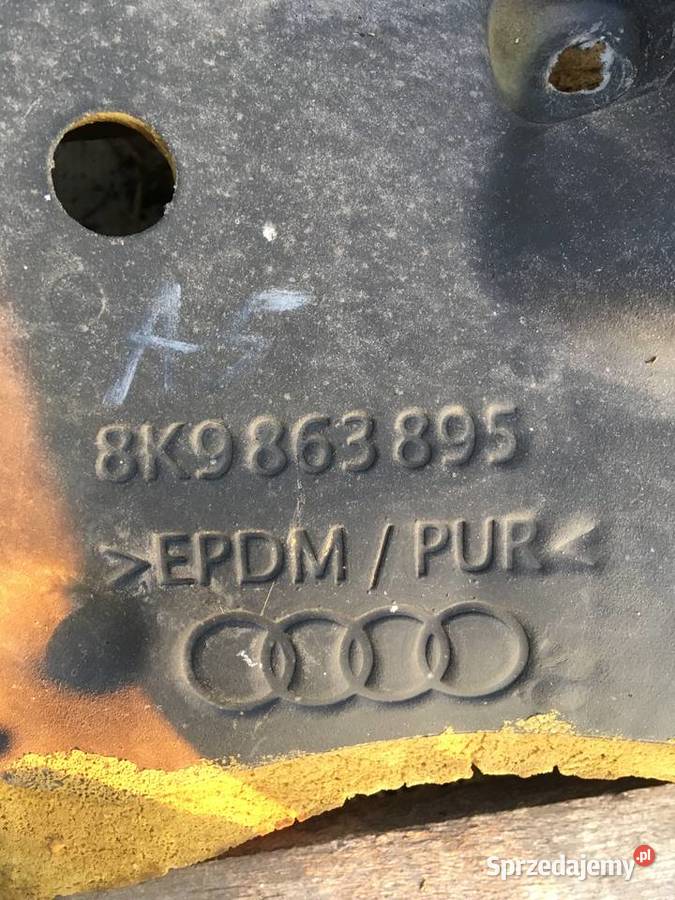 A5
8K9 863 895
>EPDM / PUR<
Sprzedajemy.pl